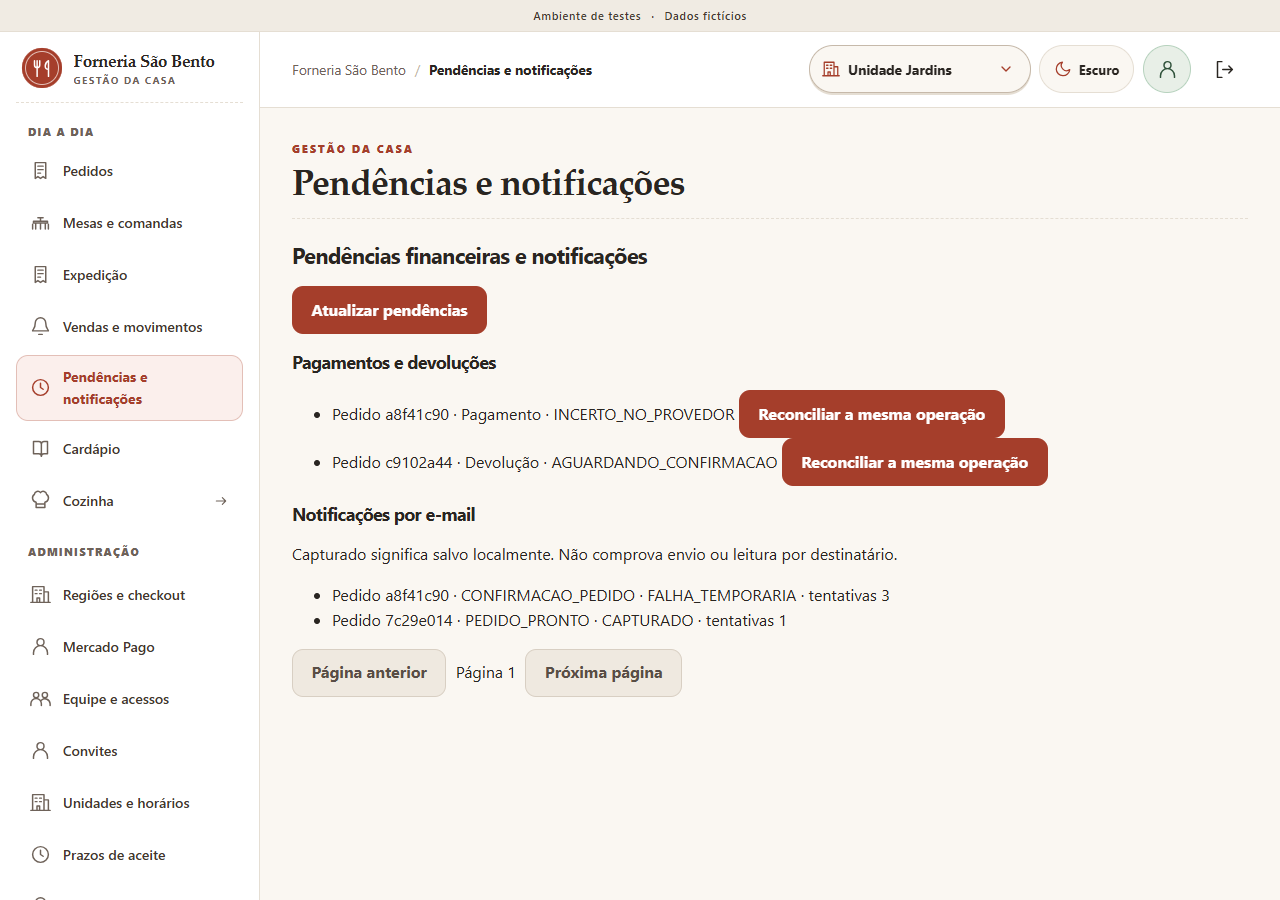 Ambiente de testes · Dados fictícios
Forneria São Bento
GESTÃO DA CASA
Forneria São Bento / Pendências e notificações
Unidade Jardins
Escuro
DIA A DIA
Pedidos
Mesas e comandas
Expedição
Vendas e movimentos
Pendências e
notificações
Cardápio
Cozinha
ADMINISTRAÇÃO
Regiões e checkout
Mercado Pago
Equipe e acessos
Convites
Unidades e horários
Prazos de aceite
GESTÃO DA CASA
Pendências e notificações
Pendências financeiras e notificações
Atualizar pendências
Pagamentos e devoluções
Pedido a8f41c90 · Pagamento · INCERTO_NO_PROVEDOR Reconciliar a mesma operação
Pedido c9102a44 · Devolução · AGUARDANDO_CONFIRMACAO Reconciliar a mesma operação
Notificações por e-mail
Capturado significa salvo localmente. Não comprova envio ou leitura por destinatário.
Pedido a8f41c90 · CONFIRMACAO_PEDIDO · FALHA_TEMPORARIA · tentativas 3
Pedido 7c29e014 · PEDIDO_PRONTO · CAPTURADO · tentativas 1
Página anterior Página 1 Próxima página